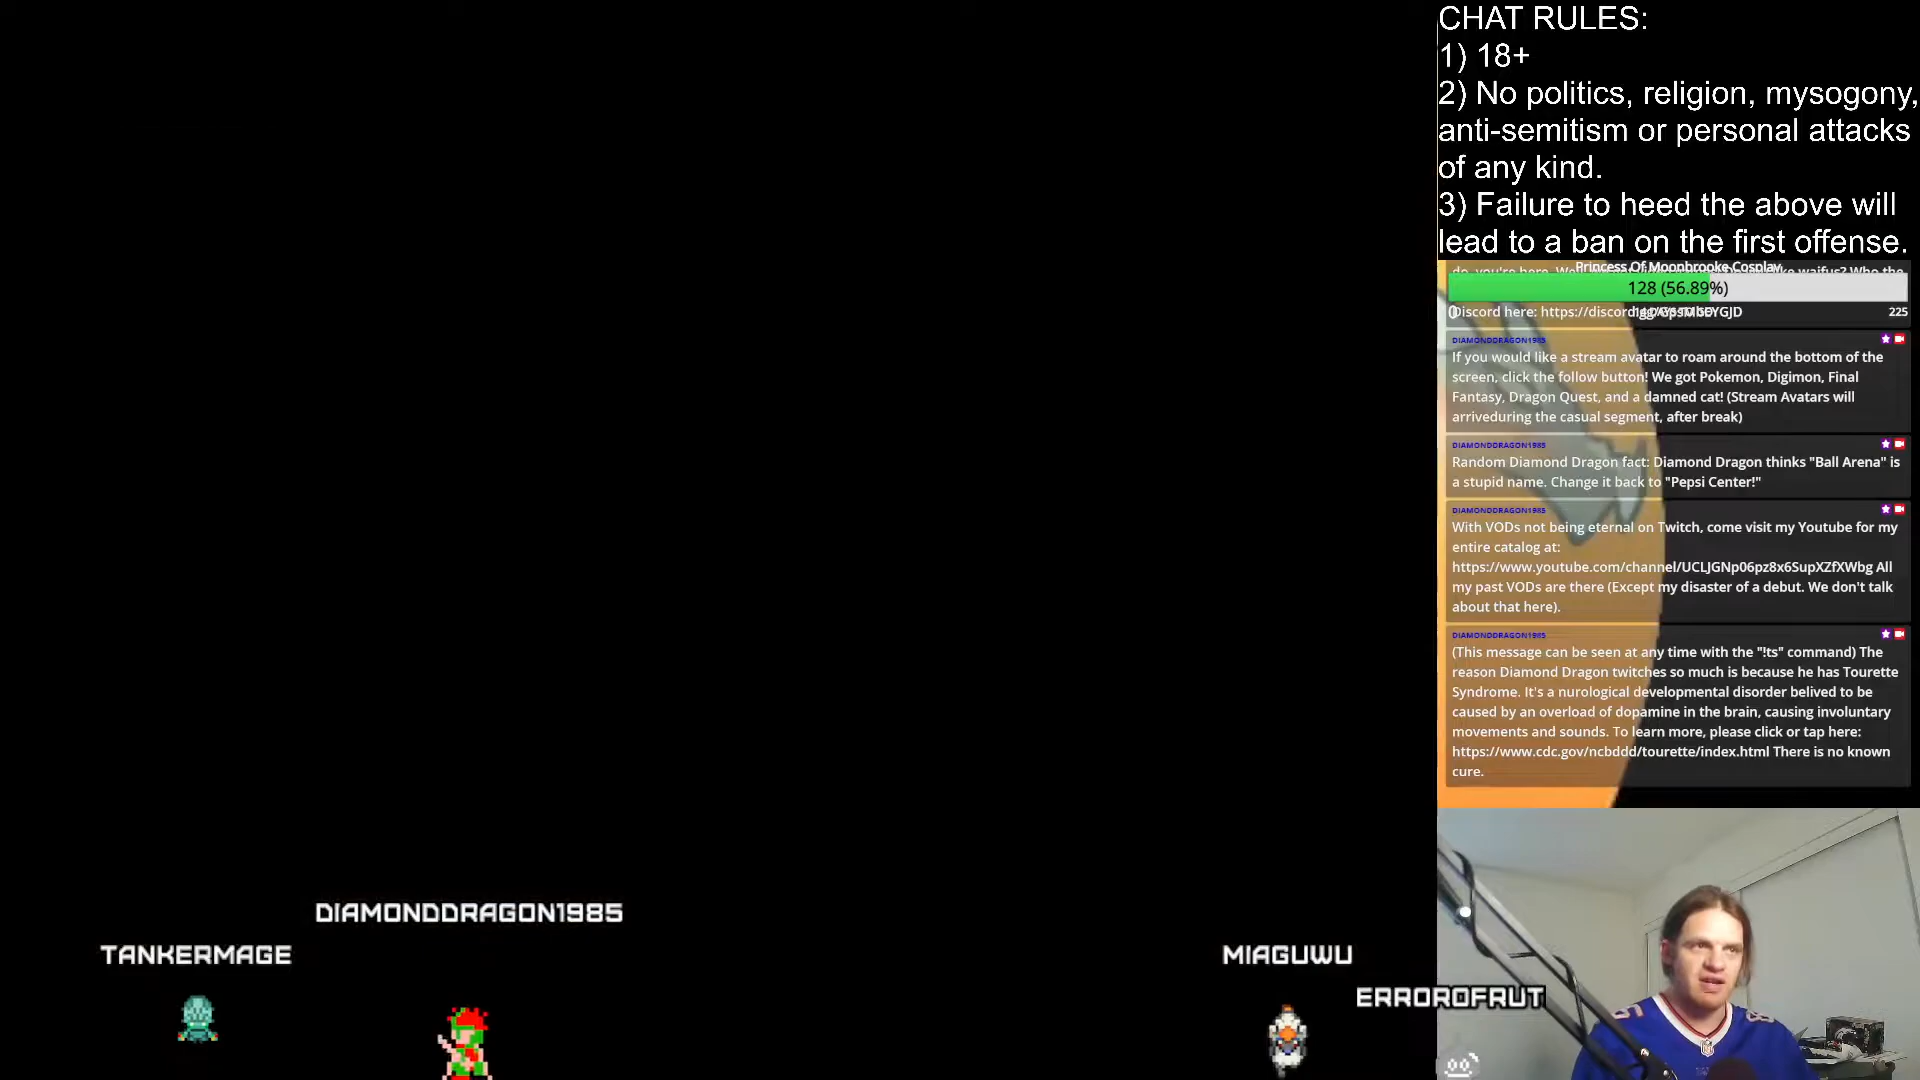 CHAT RULES:
1) 18+
2) No politics, religion, mysogony,
anti-semitism or personal attacks
of any kind.
3) Failure to heed the above will
lead to a ban on the first offense.
Princess Of Moonbrooke Cosplay
128 (56.89%)
0
225
Discord here:
DIAMONDDRAGON1985
If you would like a stream avatar to roam around the bottom of the
screen, click the follow button! We got Pokemon, Digimon, Final
Fantasy, Dragon Quest, and a damned cat! (Stream Avatars will
arriveduring the casual segment, after break)
DIAMONDDRAGON1985
Random Diamond Dragon fact: Diamond Dragon thinks "Ball Arena" is
a stupid name. Change it back to "Pepsi Center!"
DIAMONDDRAGON1985
With VODs not being eternal on Twitch, come visit my Youtube for my
entire catalog at:
https://www.youtube.com/channel/UCLJGNp06pz8x6SupXZfXWbg All
my past VODs are there (Except my disaster of a debut. We don't talk
about that here).
DIAMONDDRAGON1985
(This message can be seen at any time with the "!ts" command) The
reason Diamond Dragon twitches so much is because he has Tourette
Syndrome. It's a nurological developmental disorder belived to be
caused by an overload of dopamine in the brain, causing involuntary
movements and sounds. To learn more, please click or tap here:
https://www.cdc.gov/ncbddd/tourette/index.html There is no known
cure.
DIAMONDDRAGON1985
TANKERMAGE
MIAGUWU
ERROROFRUT